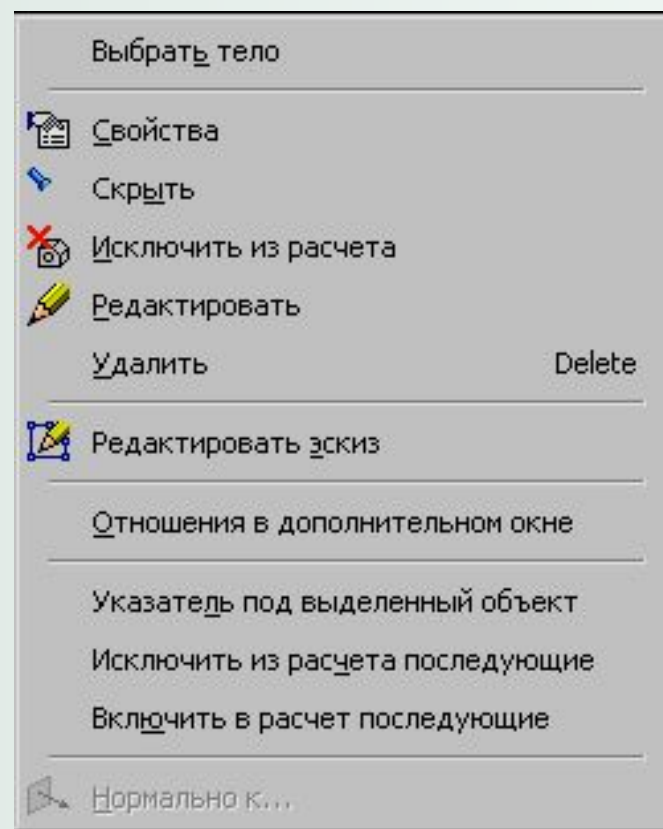 Выбрать тело
Свойства
Скрыть
Исключить из расчета
Редактировать
Удалить Delete
Редактировать эскиз
Отношения в дополнительном окне
Указатель под выделенный объект
Исключить из расчета последующие
Включить в расчет последующие
Нормально к...